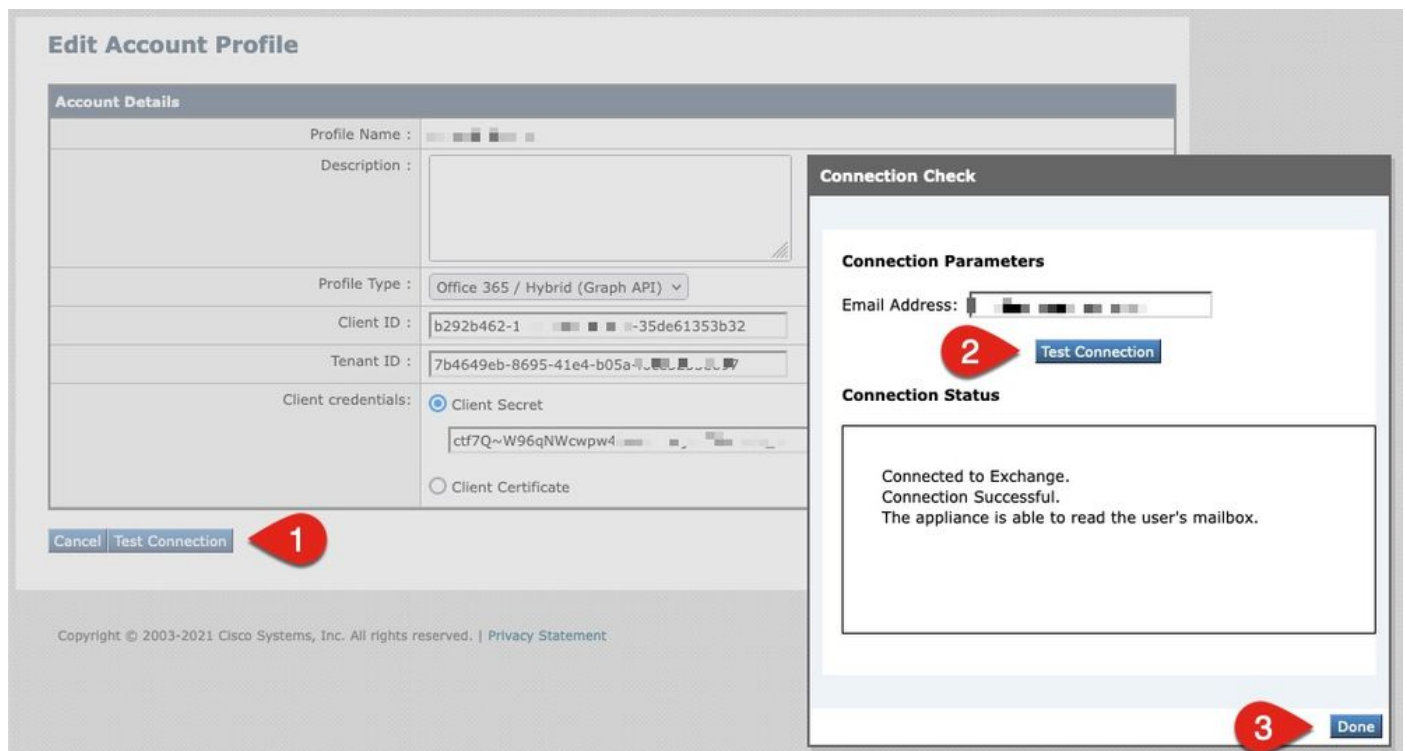 Edit Account Profile
Account Details
Profile Name :
Description :
Profile Type : Office 365 / Hybrid (Graph API)
Client ID : b292b462-1 -35de61353b32
Tenant ID : 7b4649eb-8695-41e4-b05a-
Client credentials: Client Secret
ctf7Q~W96qNWcwpw4
Client Certificate
Cancel Test Connection 1
Copyright © 2003-2021 Cisco Systems, Inc. All rights reserved. | Privacy Statement
Connection Check
Connection Parameters
Email Address:
2 Test Connection
Connection Status
Connected to Exchange.
Connection Successful.
The appliance is able to read the user's mailbox.
3 Done